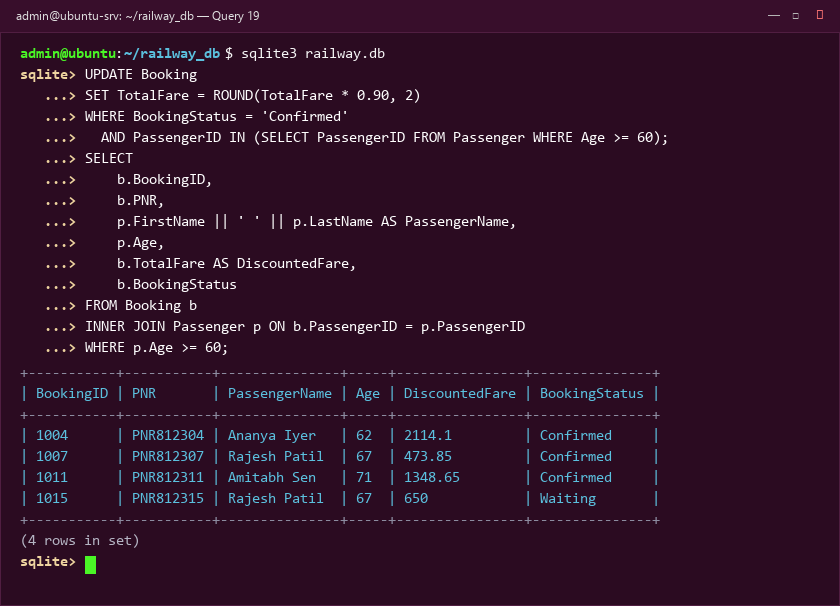 admin@ubuntu-srv: ~/railway_db — Query 19
admin@ubuntu:~/railway_db $ sqlite3 railway.db
sqlite> UPDATE Booking
   ...> SET TotalFare = ROUND(TotalFare * 0.90, 2)
   ...> WHERE BookingStatus = 'Confirmed'
   ...>   AND PassengerID IN (SELECT PassengerID FROM Passenger WHERE Age >= 60);
   ...> SELECT
   ...>     b.BookingID,
   ...>     b.PNR,
   ...>     p.FirstName || ' ' || p.LastName AS PassengerName,
   ...>     p.Age,
   ...>     b.TotalFare AS DiscountedFare,
   ...>     b.BookingStatus
   ...> FROM Booking b
   ...> INNER JOIN Passenger p ON b.PassengerID = p.PassengerID
   ...> WHERE p.Age >= 60;
+-----------+-----------+---------------+-----+----------------+---------------+
| BookingID | PNR       | PassengerName | Age | DiscountedFare | BookingStatus |
+-----------+-----------+---------------+-----+----------------+---------------+
| 1004      | PNR812304 | Ananya Iyer   | 62  | 2114.1         | Confirmed     |
| 1007      | PNR812307 | Rajesh Patil  | 67  | 473.85         | Confirmed     |
| 1011      | PNR812311 | Amitabh Sen   | 71  | 1348.65        | Confirmed     |
| 1015      | PNR812315 | Rajesh Patil  | 67  | 650            | Waiting       |
+-----------+-----------+---------------+-----+----------------+---------------+
(4 rows in set)
sqlite>